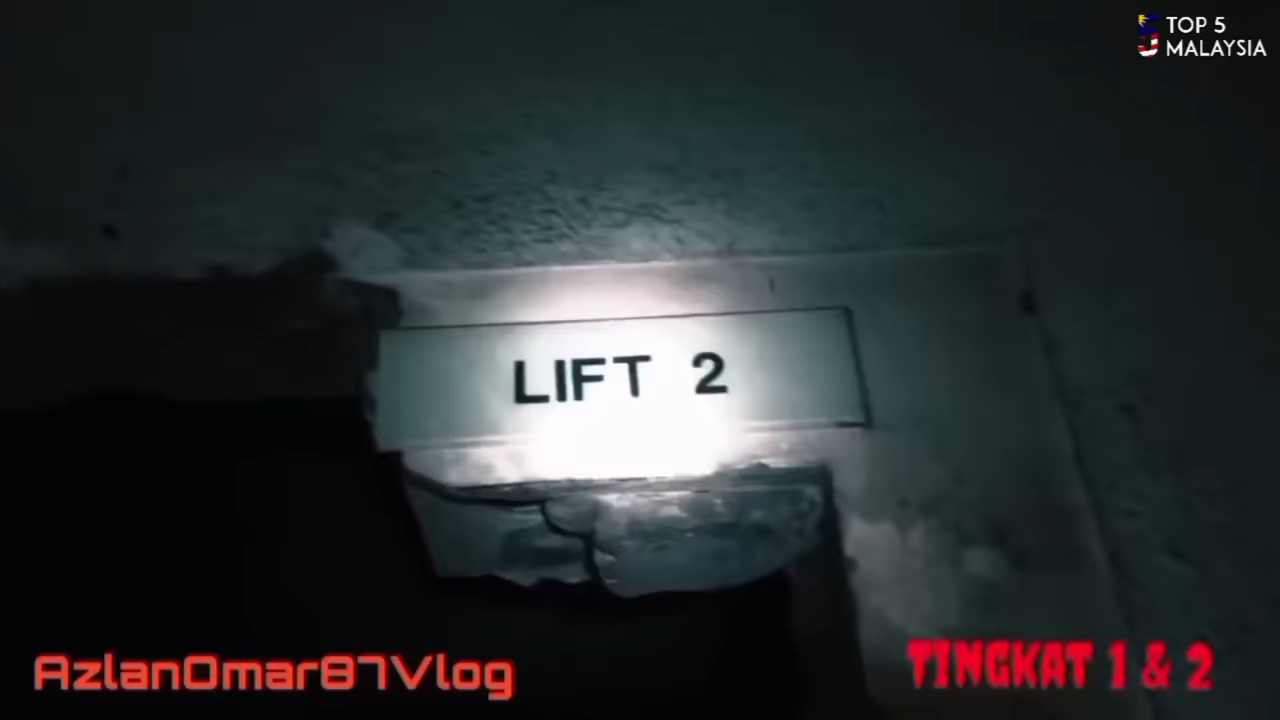 TOP 5
MALAYSIA
LIFT 2
AzlanOmar87Vlog
TINGKAT 1 & 2